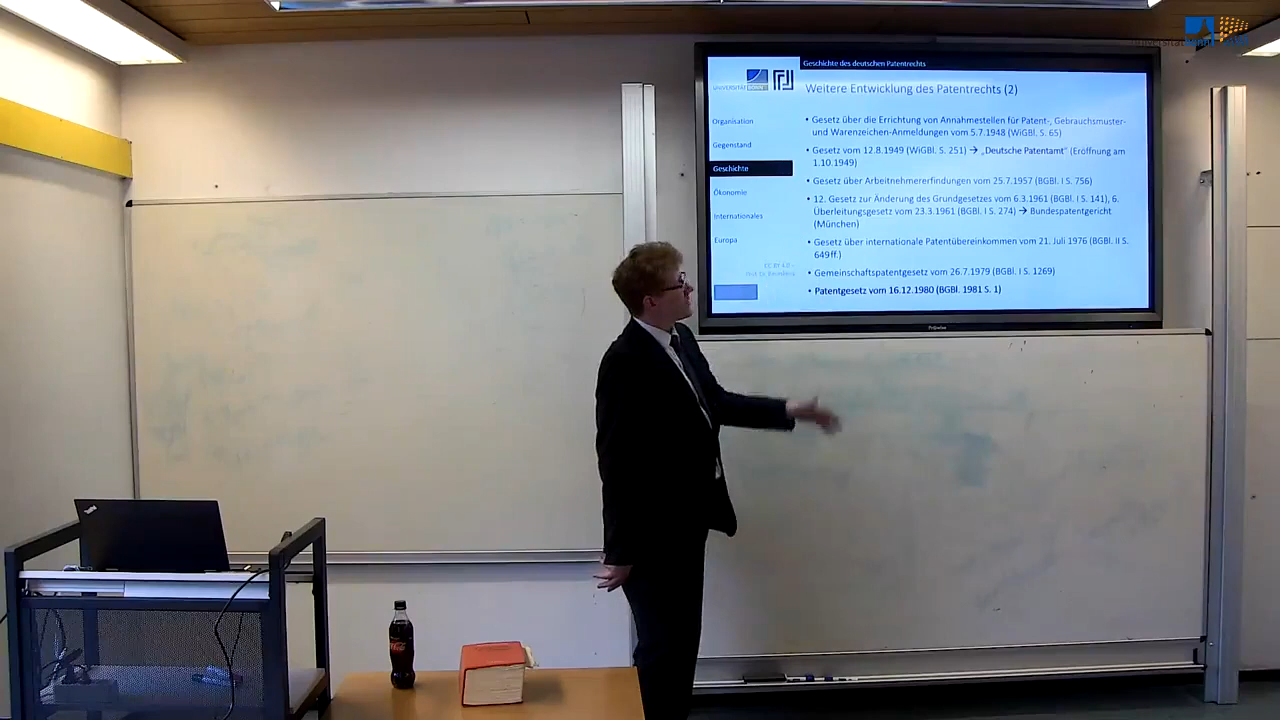 Geschichte des deutschen Patentrechts
UNIVERSITÄT BONN
Weitere Entwicklung des Patentrechts (2)
Organisation
Gegenstand
Geschichte
Ökonomie
Internationales
Europa
• Gesetz über die Errichtung von Annahmestellen für Patent-, Gebrauchsmuster-
und Warenzeichen-Anmeldungen vom 5.7.1948 (WiGBl. S. 65)
• Gesetz vom 12.8.1949 (WiGBl. S. 251) → „Deutsche Patentamt" (Eröffnung am
1.10.1949)
• Gesetz über Arbeitnehmererfindungen vom 25.7.1957 (BGBl. I S. 756)
• 12. Gesetz zur Änderung des Grundgesetzes vom 6.3.1961 (BGBl. I S. 141), 6.
Überleitungsgesetz vom 23.3.1961 (BGBl. I S. 274) → Bundespatentgericht
(München)
• Gesetz über internationale Patentübereinkommen vom 21. Juli 1976 (BGBl. II S.
649ff.)
• Gemeinschaftspatentgesetz vom 26.7.1979 (BGBl. I S. 1269)
• Patentgesetz vom 16.12.1980 (BGBl. 1981 S. 1)